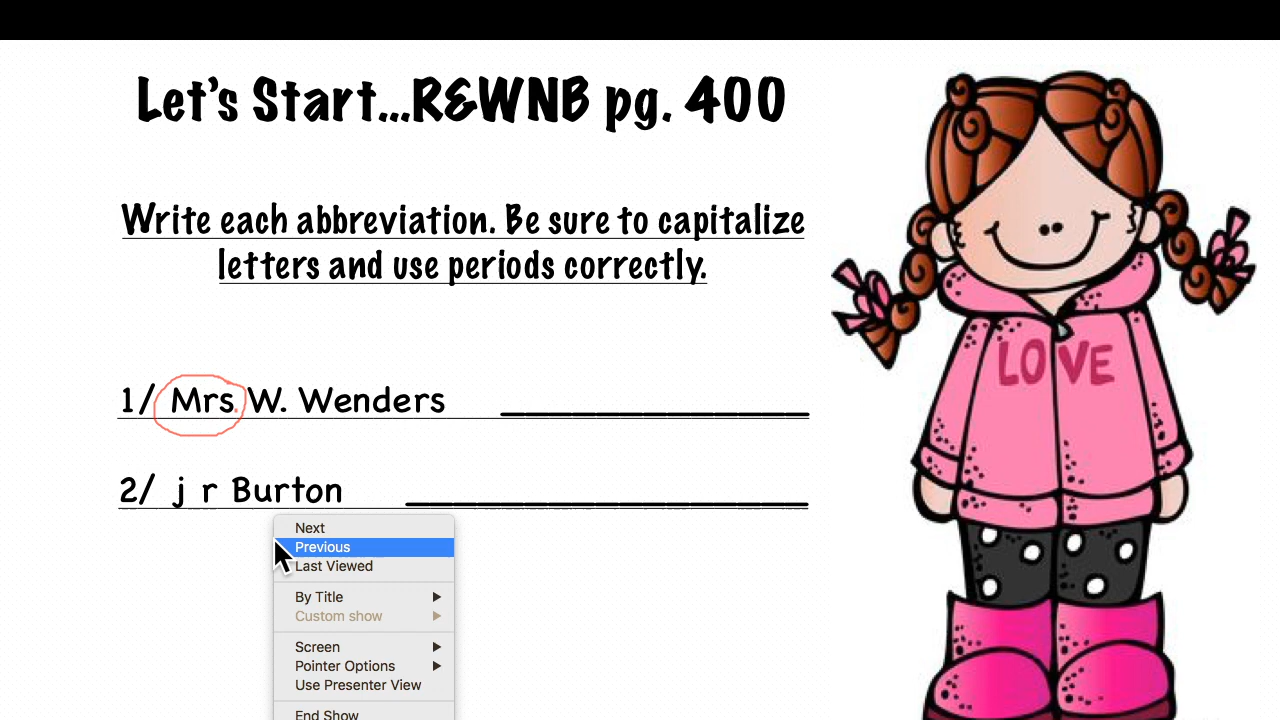 Let's Start...R&WNB pg. 400
Write each abbreviation. Be sure to capitalize
letters and use periods correctly.
1/ Mrs. W. Wenders ______________
2/ j r Burton __________________
LOVE
Next
Previous
Last Viewed
By Title
Custom show
Screen
Pointer Options
Use Presenter View
End Show